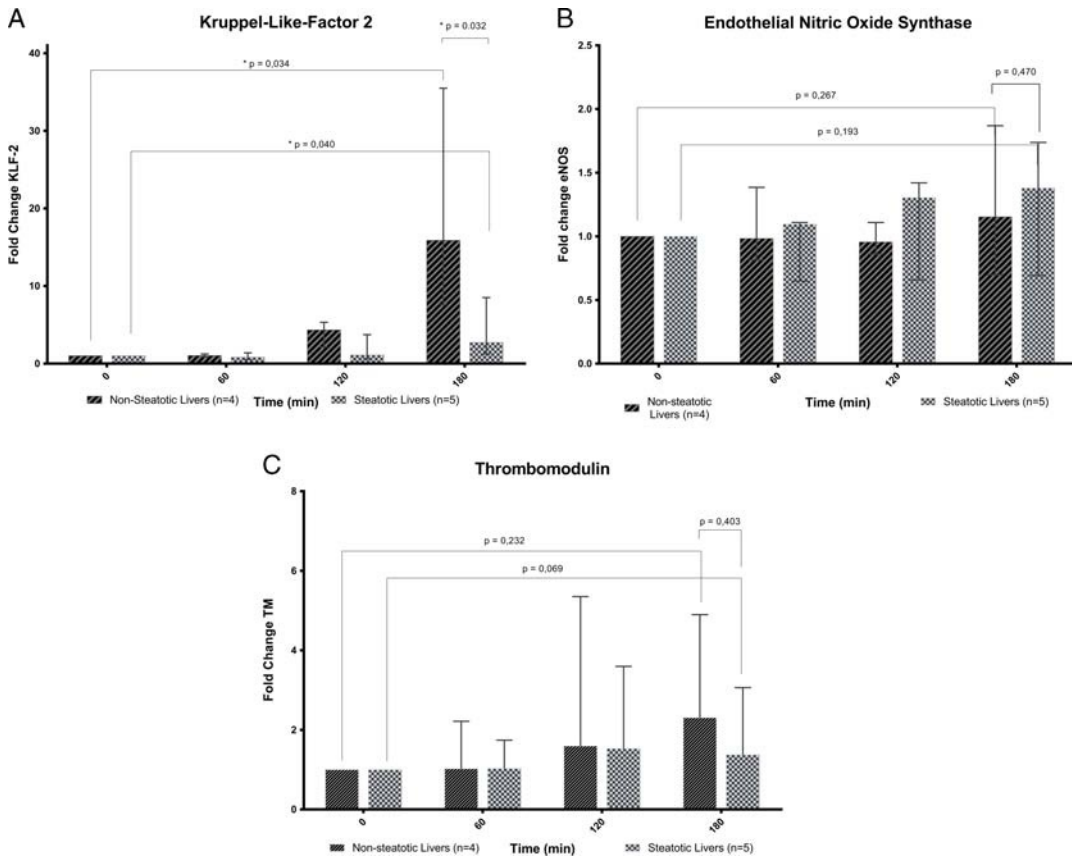 A
Kruppel-Like-Factor 2
* p = 0.032
* p = 0,034
* p = 0,040
Fold Change KLF-2
40
30
20
10
0
0
60
120
180
Time (min)
Non-Steatotic Livers (n=4)
Steatotic Livers (n=5)
B
Endothelial Nitric Oxide Synthase
p = 0,470
p = 0,267
p = 0,193
Fold change eNOS
2.5
2.0
1.5
1.0
0.5
0.0
0
60
120
180
Time (min)
Non-steatotic
Livers (n=4)
Steatotic Livers (n=5)
C
Thrombomodulin
p = 0,403
p = 0,232
p = 0,069
Fold Change TM
8
6
4
2
0
0
60
120
180
Time (min)
Non-steatotic Livers (n=4)
Steatotic Livers (n=5)